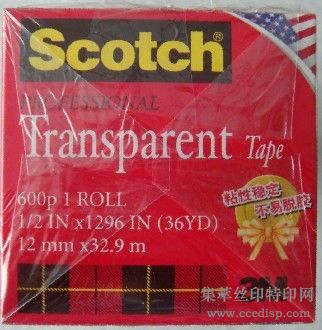 Scotch®
PROFESSIONAL
Transparent Tape
600p 1 ROLL
1/2 IN x1296 IN (36YD)
12 mm x32.9 m
粘性稳定
不易脱胶
3M
集萃丝印特印网
www.ccedisp.com